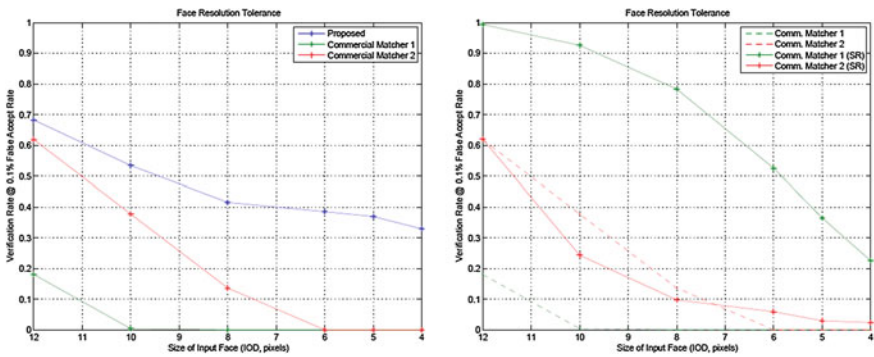 Face Resolution Tolerance
Verification Rate @ 0.1% False Accept Rate
1
0.9
0.8
0.7
0.6
0.5
0.4
0.3
0.2
0.1
0
12 11 10 9 8 7 6 5 4
Size of Input Face (IOD, pixels)
Proposed
Commercial Matcher 1
Commercial Matcher 2
Face Resolution Tolerance
Verification Rate @ 0.1% False Accept Rate
1
0.9
0.8
0.7
0.6
0.5
0.4
0.3
0.2
0.1
0
12 11 10 9 8 7 6 5 4
Size of Input Face (IOD, pixels)
Comm. Matcher 1
Comm. Matcher 2
Comm. Matcher 1 (SR)
Comm. Matcher 2 (SR)